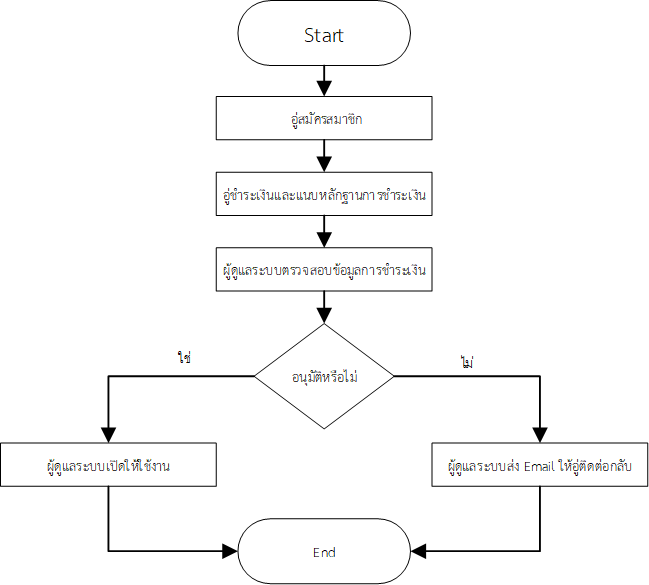 Start
อู่สมัครสมาชิก
อู่ชำระเงินและแนบหลักฐานการชำระเงิน
ผู้ดูแลระบบตรวจสอบข้อมูลการชำระเงิน
อนุมัติหรือไม่
ใช่
ไม่
ผู้ดูแลระบบเปิดให้ใช้งาน
ผู้ดูแลระบบส่ง Email ให้อู่ติดต่อกลับ
End